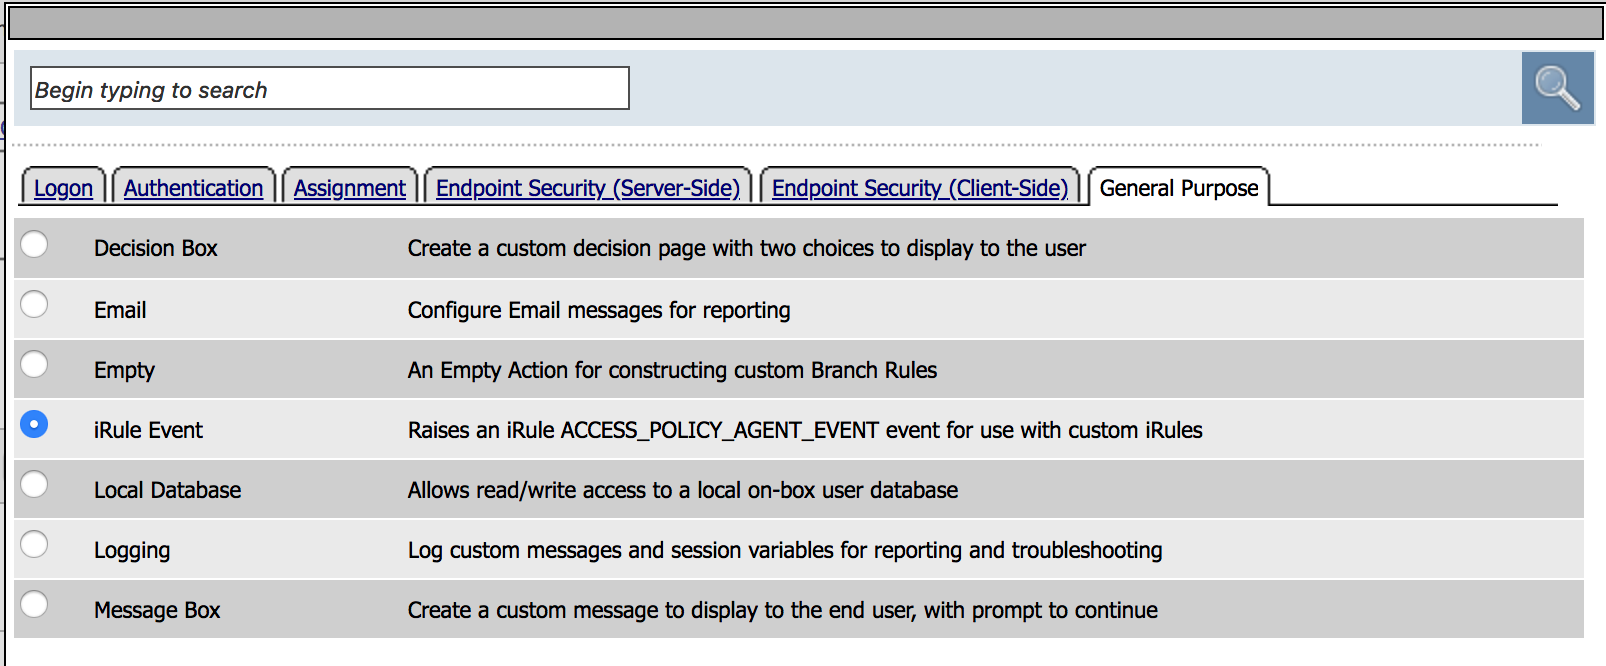 Begin typing to search
Logon Authentication Assignment Endpoint Security (Server-Side) Endpoint Security (Client-Side) General Purpose
Decision Box Create a custom decision page with two choices to display to the user
Email Configure Email messages for reporting
Empty An Empty Action for constructing custom Branch Rules
iRule Event Raises an iRule ACCESS_POLICY_AGENT_EVENT event for use with custom iRules
Local Database Allows read/write access to a local on-box user database
Logging Log custom messages and session variables for reporting and troubleshooting
Message Box Create a custom message to display to the end user, with prompt to continue